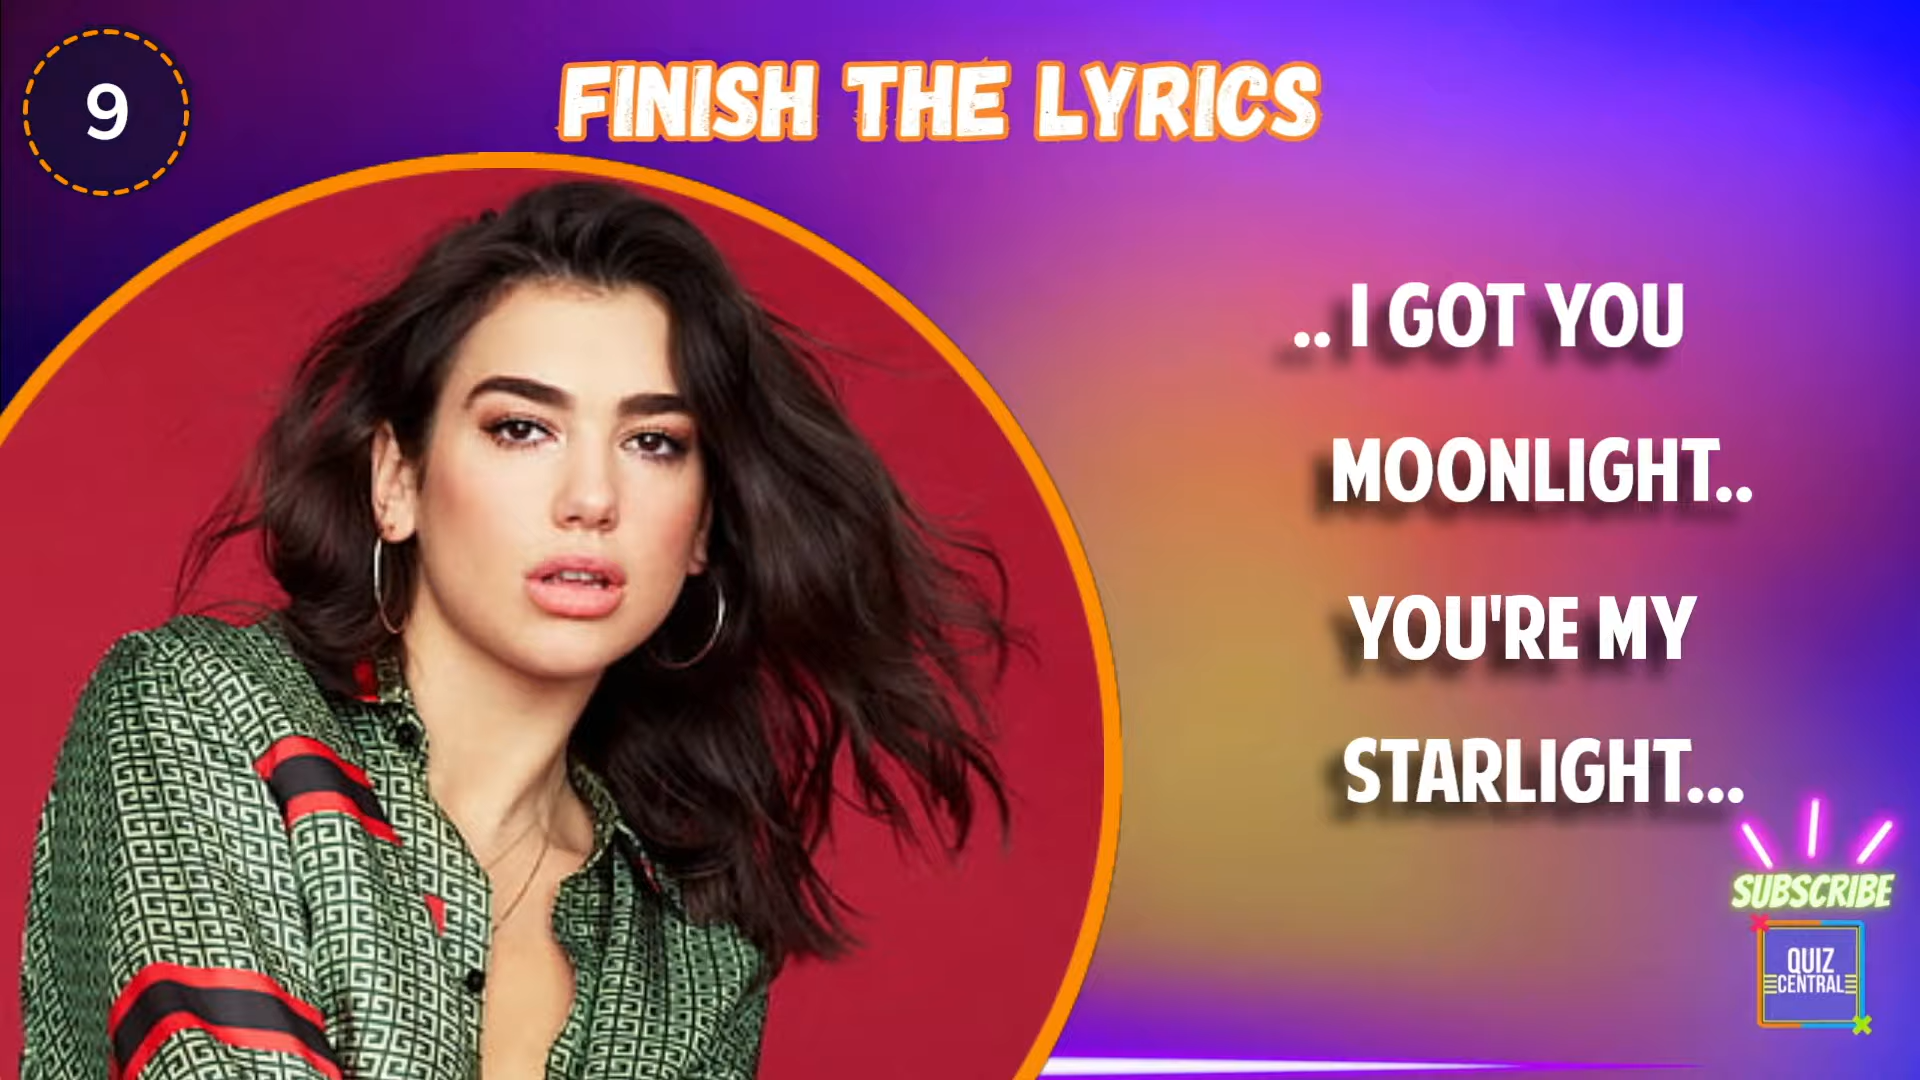 9
FINISH THE LYRICS
.. I GOT YOU
MOONLIGHT..
YOU'RE MY
STARLIGHT...
SUBSCRIBE
QUIZ
CENTRAL